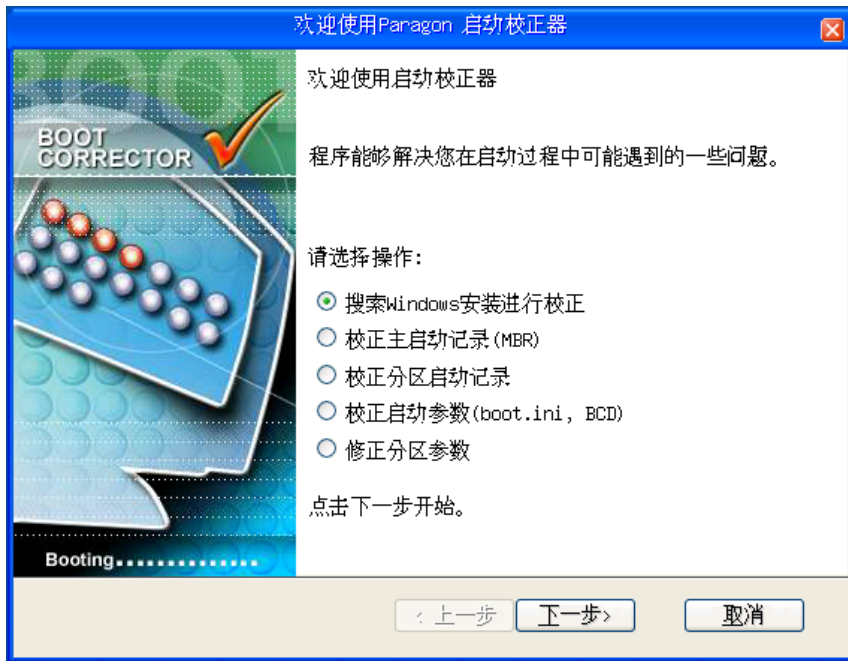 欢迎使用Paragon 启动校正器
BOOT
BOOT
CORRECTOR
Booting..............
欢迎使用启动校正器
程序能够解决您在启动过程中可能遇到的一些问题。
请选择操作:
搜索Windows安装进行校正
校正主启动记录(MBR)
校正分区启动记录
校正启动参数(boot.ini, BCD)
修正分区参数
点击下一步开始。
<上一步
下一步>
取消